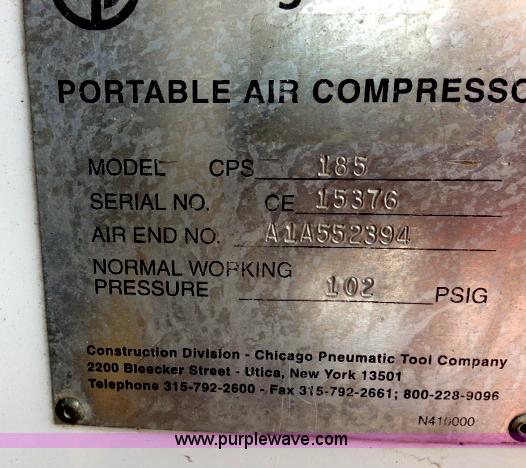 PORTABLE AIR COMPRESSO
MODEL CPS 185
SERIAL NO. CE 15376
AIR END NO. A1A552394
NORMAL WORKING
PRESSURE 102 PSIG
Construction Division - Chicago Pneumatic Tool Company
2200 Bleecker Street - Utica, New York 13501
Telephone 315-792-2600 - Fax 315-792-2661; 800-228-9096
N410000
www.purplewave.com